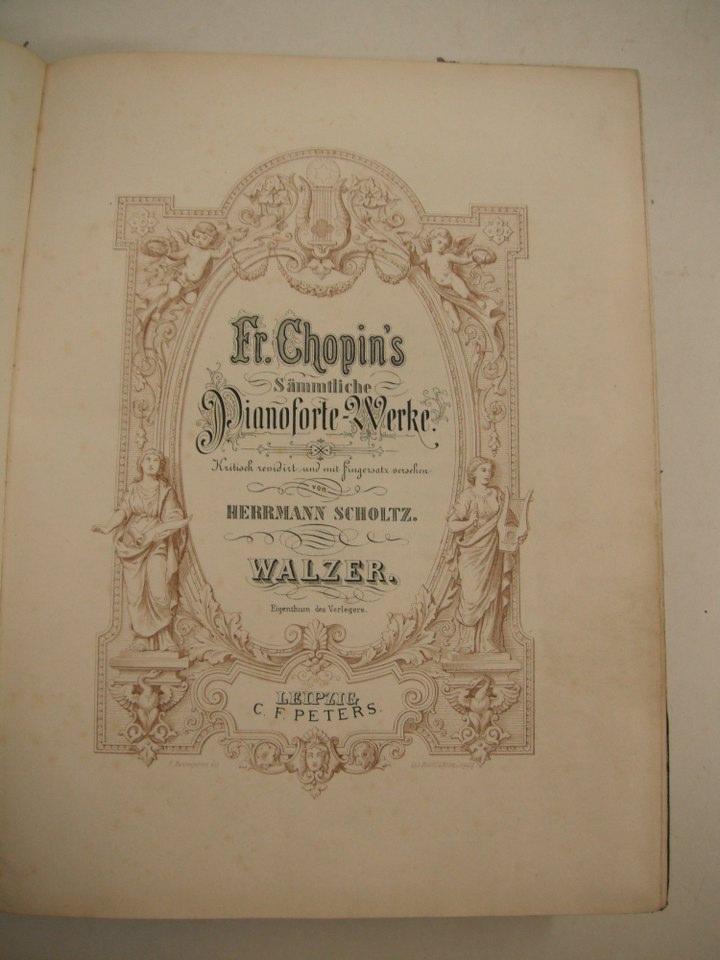 Fr. Chopin's
Sämmtliche
Pianoforte-Werke.
Kritisch revidirt und mit Fingersatz versehen
von
HERRMANN SCHOLTZ.
WALZER.
Eigenthum des Verlegers.
LEIPZIG
C. F. PETERS.